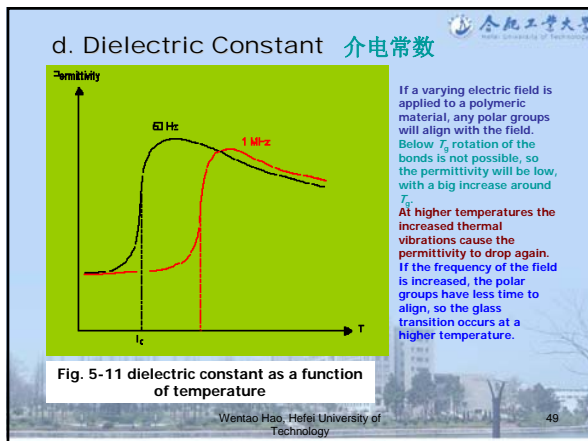 合肥工业大学
Hefei University of Technology
d. Dielectric Constant 介电常数
Permittivity
60 Hz
1 MHz
T
If a varying electric field is
applied to a polymeric
material, any polar groups
will align with the field.
Below Tg rotation of the
bonds is not possible, so
the permittivity will be low,
with a big increase around
Tg.
At higher temperatures the
increased thermal
vibrations cause the
permittivity to drop again.
If the frequency of the field
is increased, the polar
groups have less time to
align, so the glass
transition occurs at a
higher temperature.
Fig. 5-11 dielectric constant as a function
of temperature
Wentao Hao, Hefei University of
Technology
49